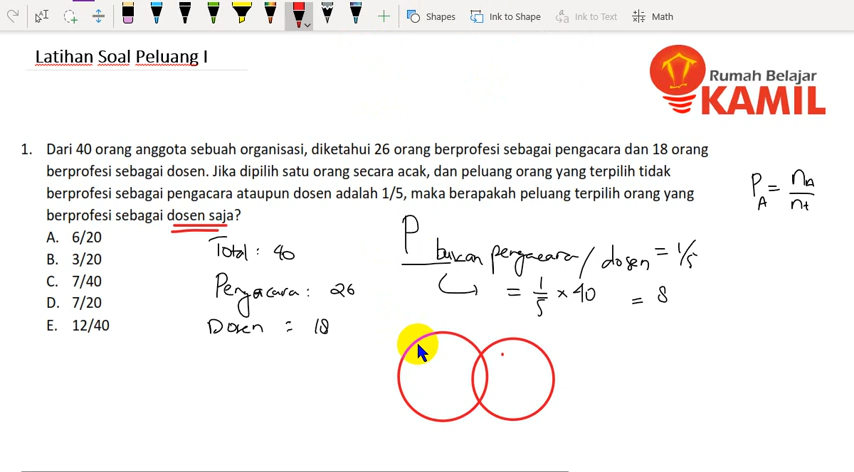 Shapes
Ink to Shape
Ink to Text
Math
Latihan Soal Peluang I
Rumah Belajar
KAMIL
1. Dari 40 orang anggota sebuah organisasi, diketahui 26 orang berprofesi sebagai pengacara dan 18 orang
berprofesi sebagai dosen. Jika dipilih satu orang secara acak, dan peluang orang yang terpilih tidak
berprofesi sebagai pengacara ataupun dosen adalah 1/5, maka berapakah peluang terpilih orang yang
berprofesi sebagai dosen saja?
A. 6/20
B. 3/20
C. 7/40
D. 7/20
E. 12/40
Total : 40
Pengacara : 26
Dosen = 18
P bukan pengacara / dosen = 1/5
= 1/5 × 40 = 8
P A = nA / nt